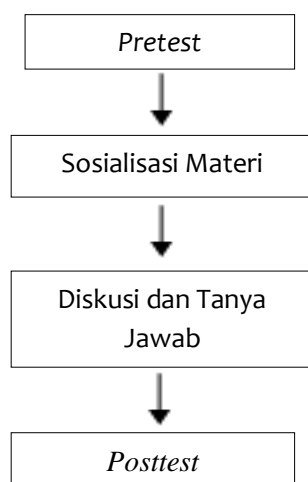 Pretest
Sosialisasi Materi
Diskusi dan Tanya
Jawab
Posttest